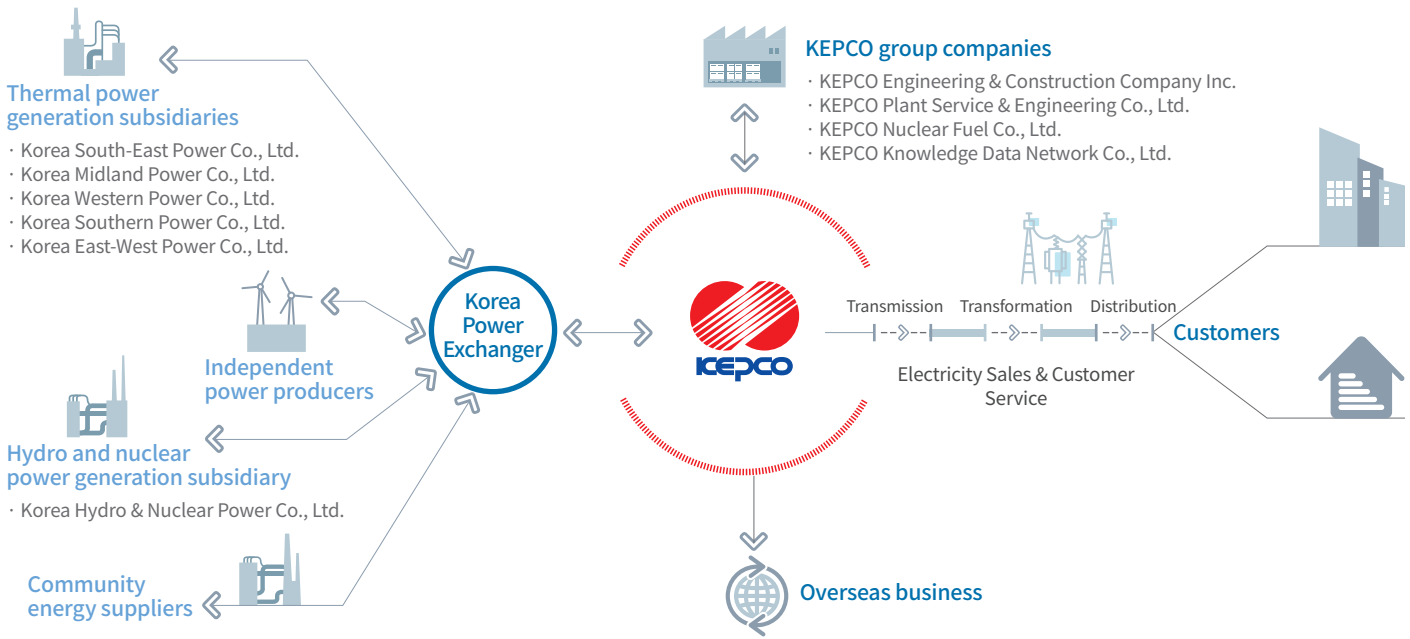 Thermal power
generation subsidiaries
· Korea South-East Power Co., Ltd.
· Korea Midland Power Co., Ltd.
· Korea Western Power Co., Ltd.
· Korea Southern Power Co., Ltd.
· Korea East-West Power Co., Ltd.
Independent
power producers
Hydro and nuclear
power generation subsidiary
· Korea Hydro & Nuclear Power Co., Ltd.
Community
energy suppliers
Korea
Power
Exchanger
KEPCO group companies
· KEPCO Engineering & Construction Company Inc.
· KEPCO Plant Service & Engineering Co., Ltd.
· KEPCO Nuclear Fuel Co., Ltd.
· KEPCO Knowledge Data Network Co., Ltd.
KEPCO
Transmission
Transformation
Distribution
Electricity Sales & Customer
Service
Customers
Overseas business